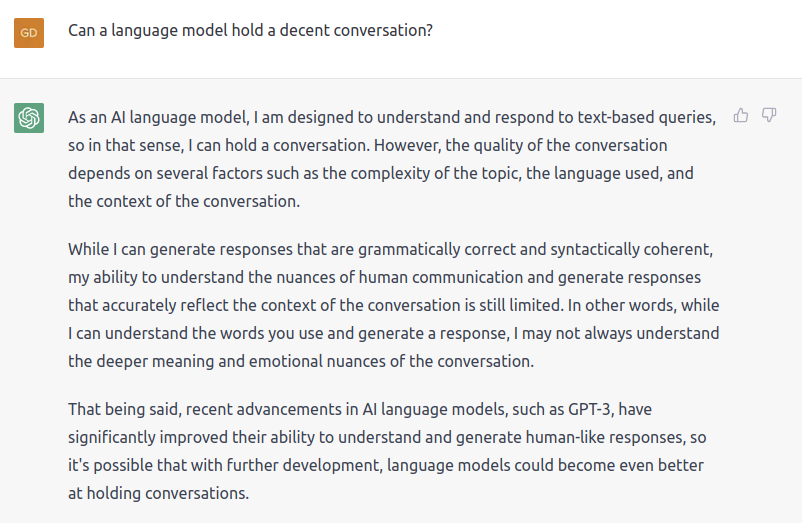 GD
Can a language model hold a decent conversation?
As an AI language model, I am designed to understand and respond to text-based queries,
so in that sense, I can hold a conversation. However, the quality of the conversation
depends on several factors such as the complexity of the topic, the language used, and
the context of the conversation.
While I can generate responses that are grammatically correct and syntactically coherent,
my ability to understand the nuances of human communication and generate responses
that accurately reflect the context of the conversation is still limited. In other words, while
I can understand the words you use and generate a response, I may not always understand
the deeper meaning and emotional nuances of the conversation.
That being said, recent advancements in AI language models, such as GPT-3, have
significantly improved their ability to understand and generate human-like responses, so
it's possible that with further development, language models could become even better
at holding conversations.